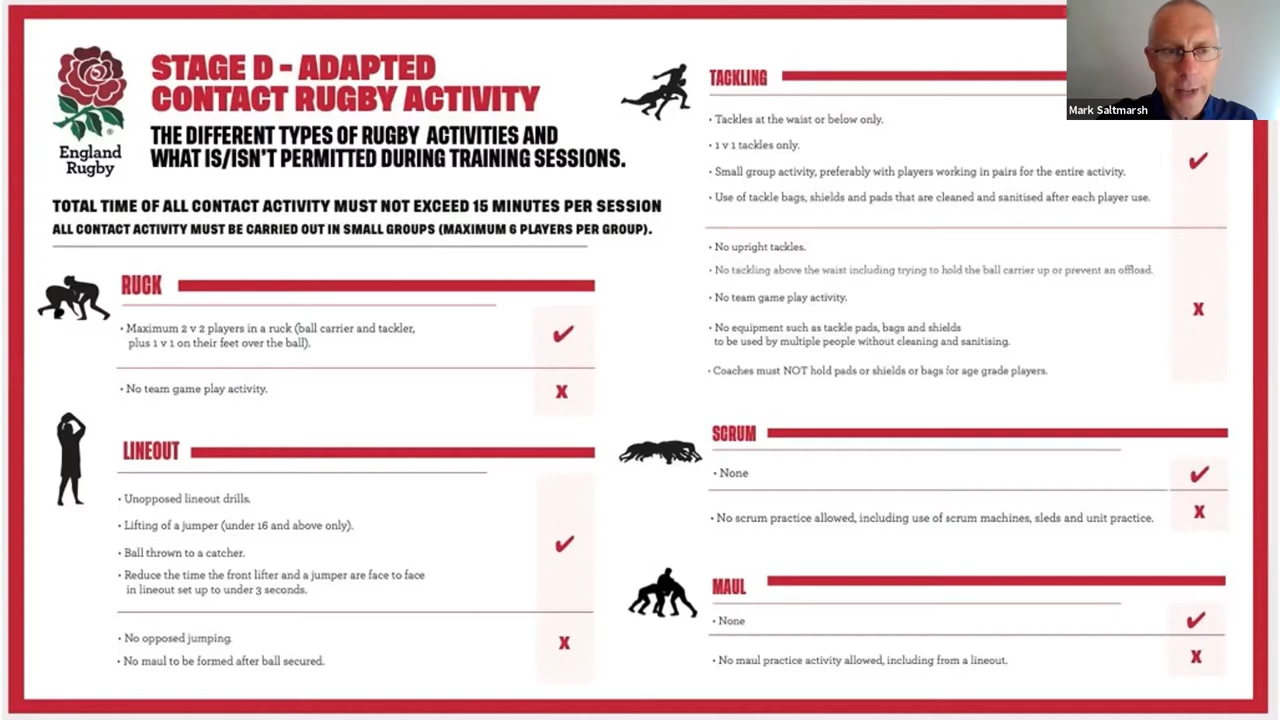 England
Rugby
STAGE D - ADAPTED
CONTACT RUGBY ACTIVITY
THE DIFFERENT TYPES OF RUGBY ACTIVITIES AND
WHAT IS/ISN'T PERMITTED DURING TRAINING SESSIONS.
TOTAL TIME OF ALL CONTACT ACTIVITY MUST NOT EXCEED 15 MINUTES PER SESSION
ALL CONTACT ACTIVITY MUST BE CARRIED OUT IN SMALL GROUPS (MAXIMUM 6 PLAYERS PER GROUP).
RUCK
• Maximum 2 v 2 players in a ruck (ball carrier and tackler,
plus 1 v 1 on their feet over the ball).
✓
• No team game play activity.
X
LINEOUT
• Unopposed lineout drills.
• Lifting of a jumper (under 16 and above only).
• Ball thrown to a catcher.
• Reduce the time the front lifter and a jumper are face to face
in lineout set up to under 3 seconds.
✓
• No opposed jumping.
• No maul to be formed after ball secured.
X
TACKLING
• Tackles at the waist or below only.
• 1 v 1 tackles only.
• Small group activity, preferably with players working in pairs for the entire activity.
• Use of tackle bags, shields and pads that are cleaned and sanitised after each player use.
✓
• No upright tackles.
• No tackling above the waist including trying to hold the ball carrier up or prevent an offload.
• No team game play activity.
• No equipment such as tackle pads, bags and shields
to be used by multiple people without cleaning and sanitising.
• Coaches must NOT hold pads or shields or bags for age grade players.
X
SCRUM
• None
✓
• No scrum practice allowed, including use of scrum machines, sleds and unit practice.
X
MAUL
• None
✓
• No maul practice activity allowed, including from a lineout.
X
Mark Saltmarsh